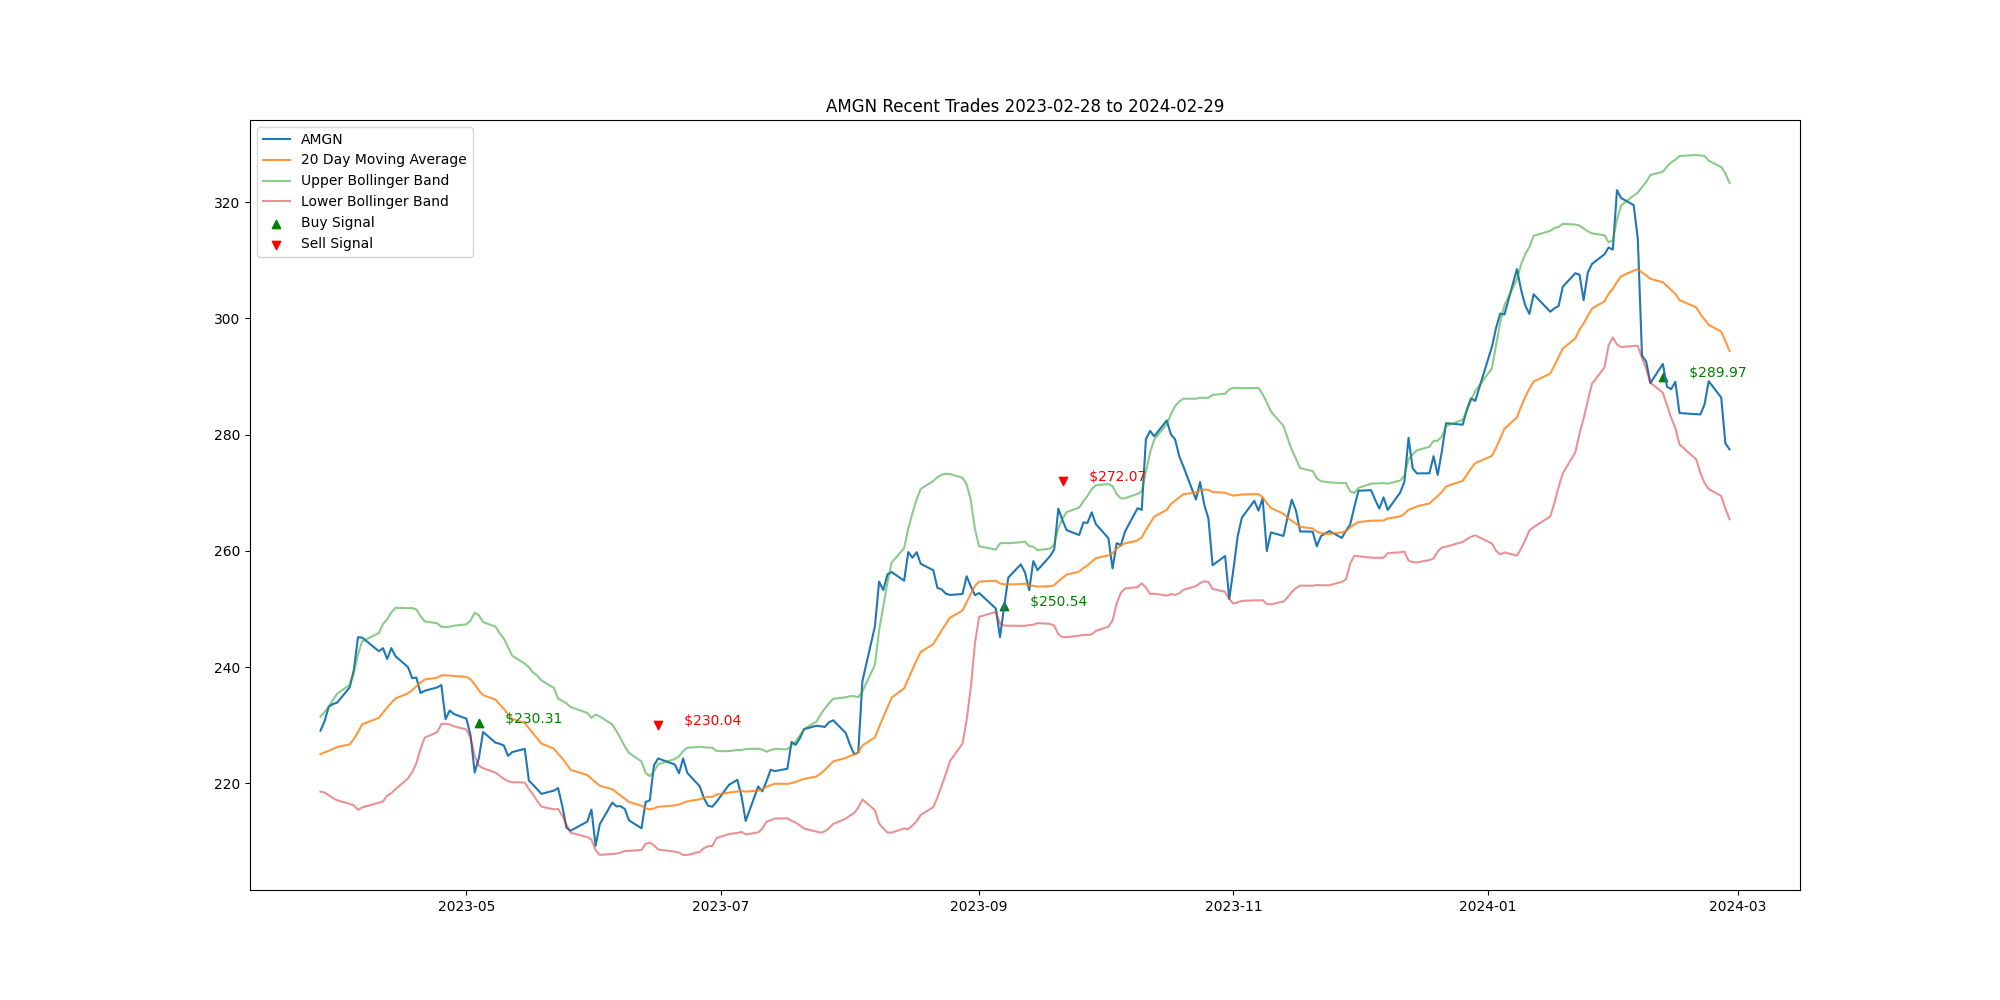 AMGN Recent Trades 2023-02-28 to 2024-02-29
AMGN
20 Day Moving Average
Upper Bollinger Band
Lower Bollinger Band
Buy Signal
Sell Signal
320
300
280
260
240
220
$289.97
$272.07
$250.54
$230.31
$230.04
2023-05
2023-07
2023-09
2023-11
2024-01
2024-03